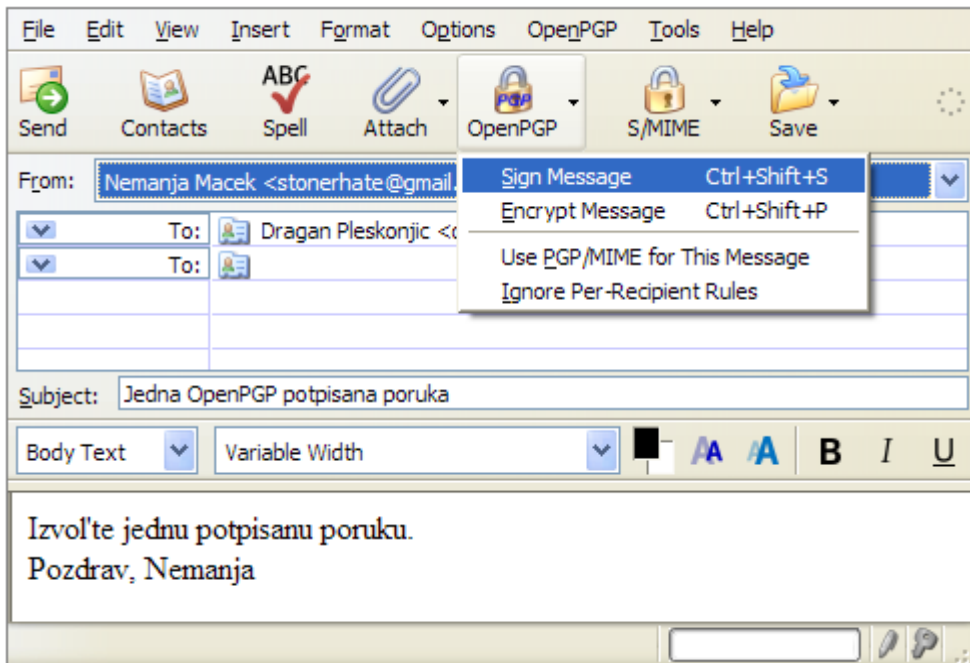 File Edit View Insert Format Options OpenPGP Tools Help
ABC
PGP
Send Contacts Spell Attach OpenPGP S/MIME Save
From: Nemanja Macek <stonerhate@gmail.
Sign Message Ctrl+Shift+S
Encrypt Message Ctrl+Shift+P
Use PGP/MIME for This Message
Ignore Per-Recipient Rules
To: Dragan Pleskonjic <
To:
Subject: Jedna OpenPGP potpisana poruka
Body Text Variable Width A A A A B I U
Izvol'te jednu potpisanu poruku.
Pozdrav, Nemanja